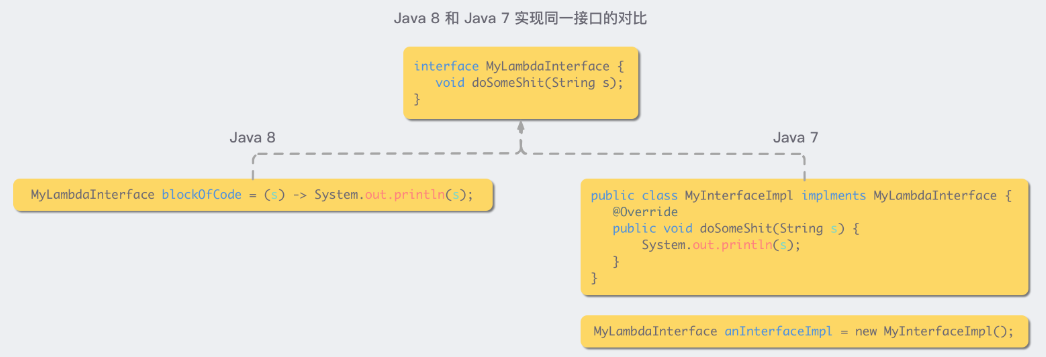 Java 8 和 Java 7 实现同一接口的对比
interface MyLambdaInterface {
void doSomeShit(String s);
}
Java 8
Java 7
MyLambdaInterface blockOfCode = (s) -> System.out.println(s);
public class MyInterfaceImpl implments MyLambdaInterface {
@Override
public void doSomeShit(String s) {
System.out.println(s);
}
}
MyLambdaInterface anInterfaceImpl = new MyInterfaceImpl();